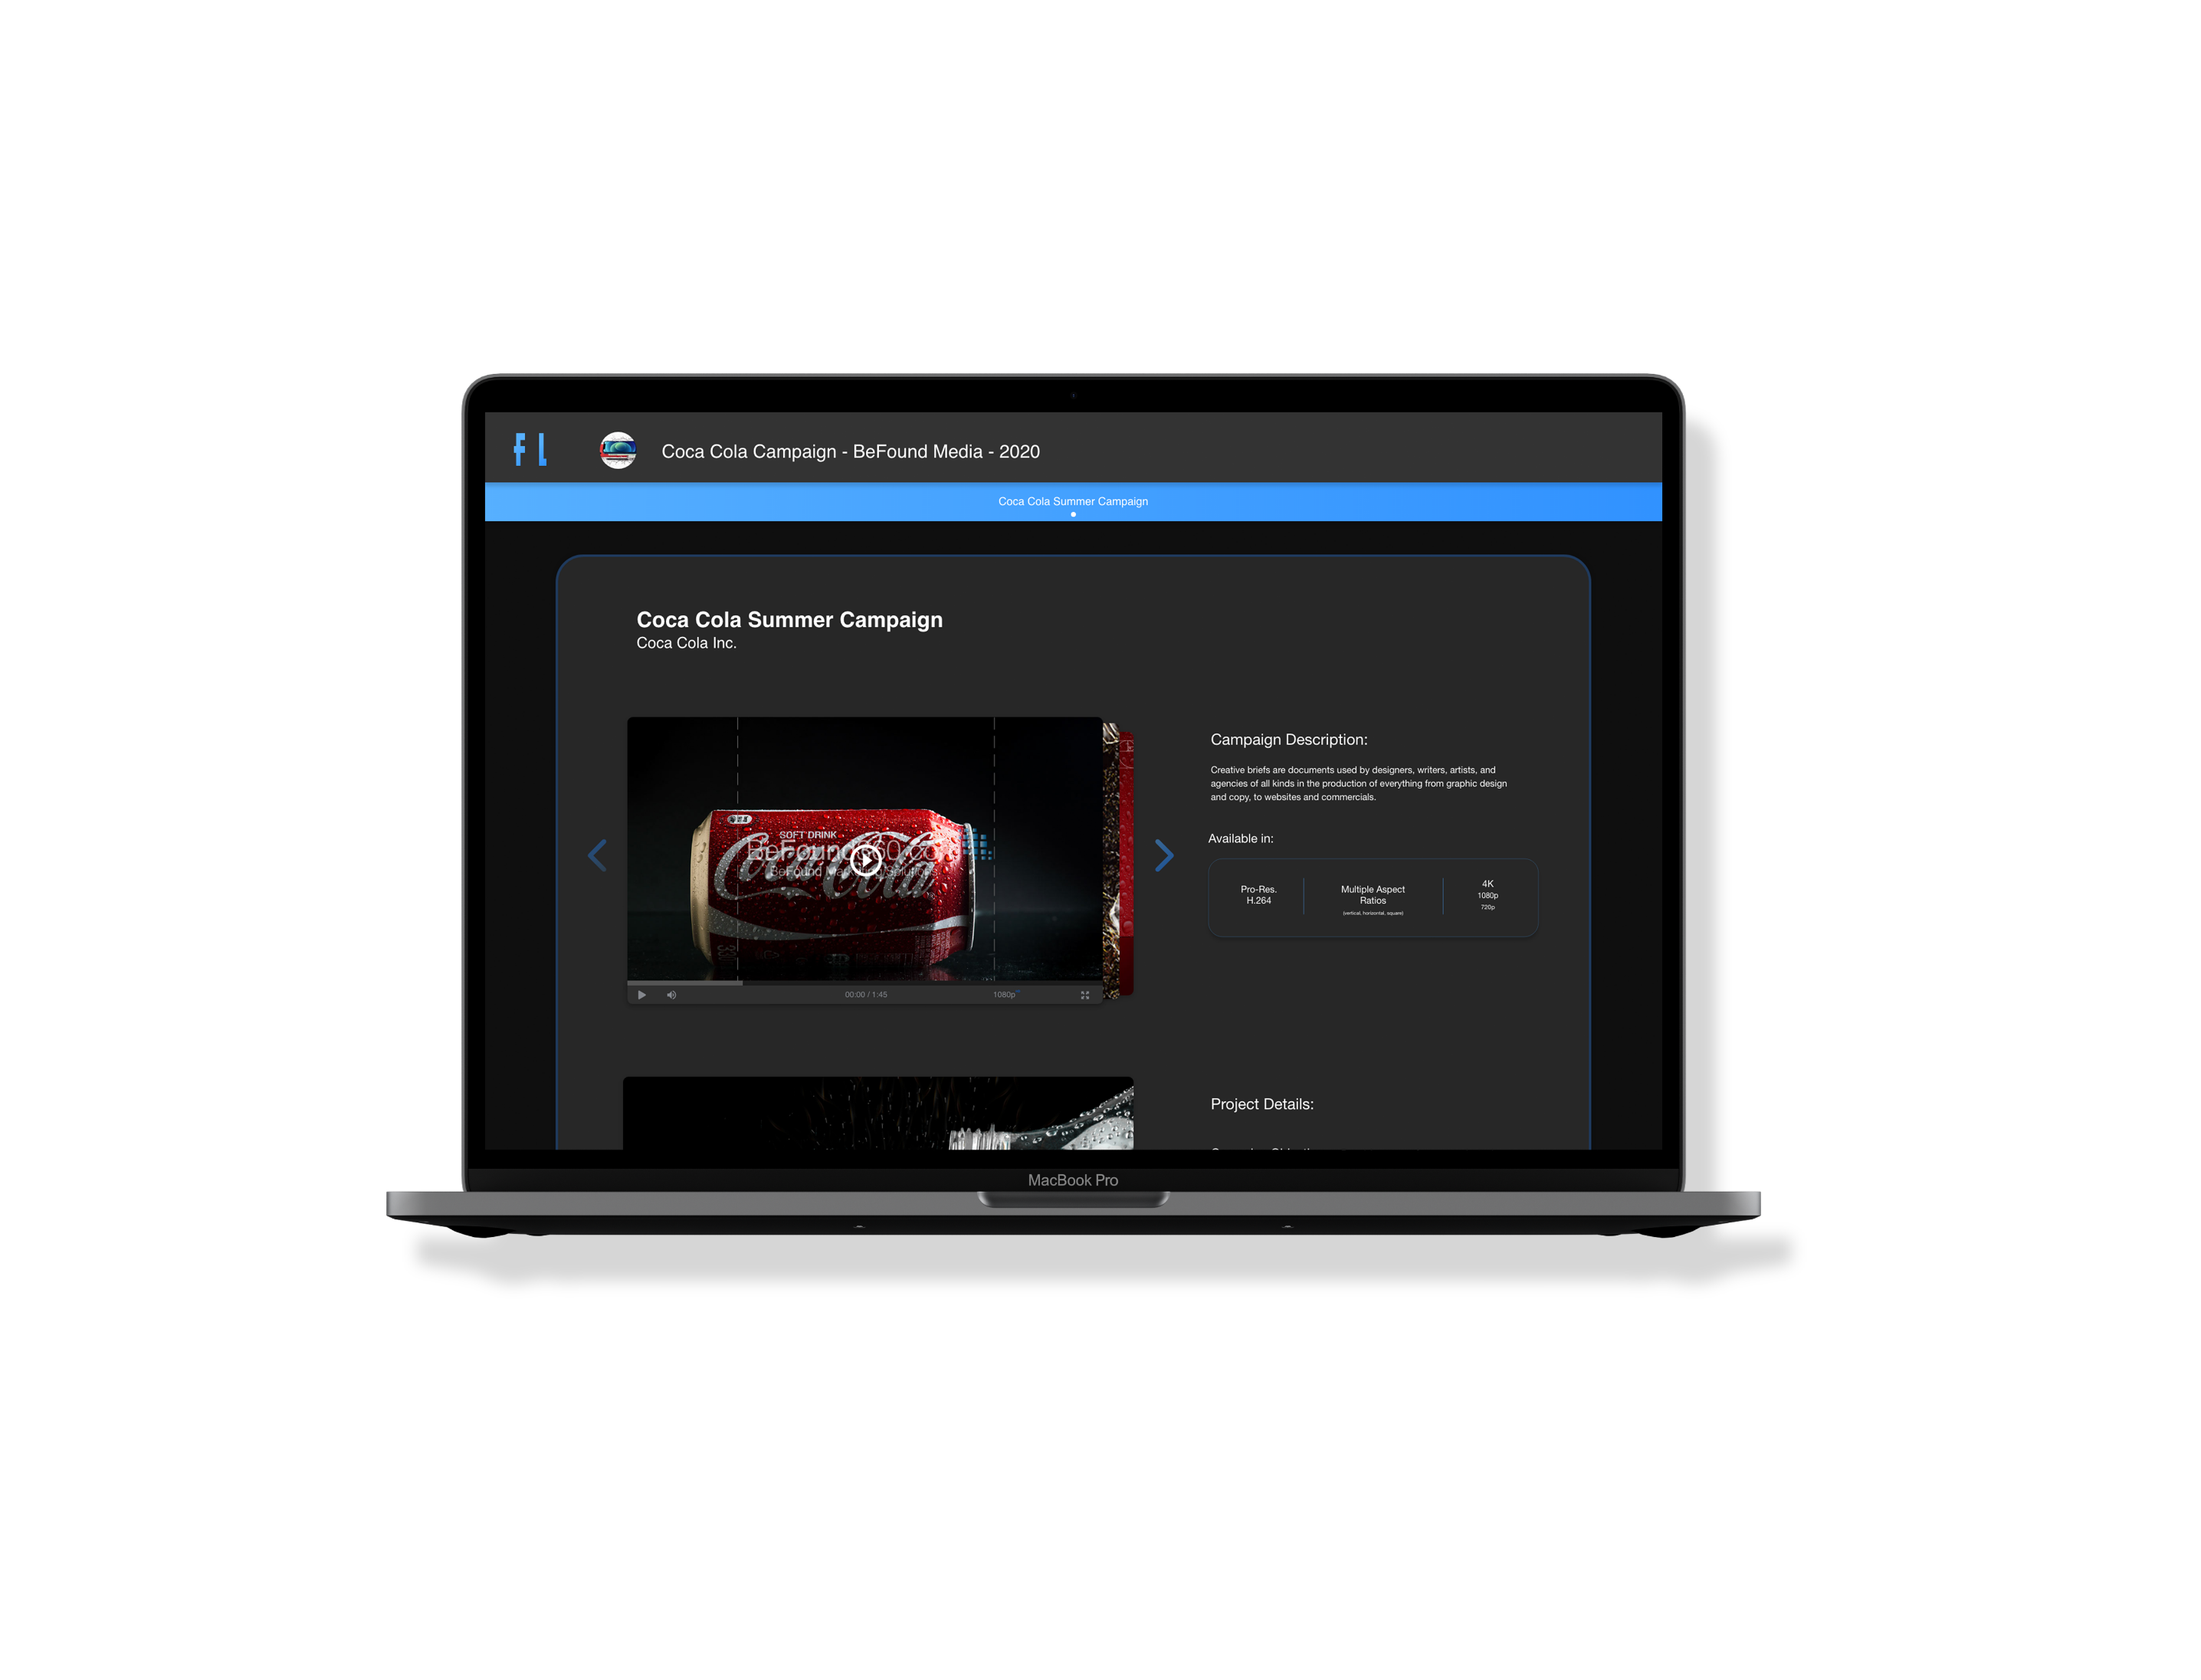 fl
Coca Cola Campaign - BeFound Media - 2020
Coca Cola Summer Campaign
Coca Cola Summer Campaign
Coca Cola Inc.
SOFT DRINK
Coca-Cola
BeFound Marketing Solutions
00:00 / 1:45
1080p
Campaign Description:
Creative briefs are documents used by designers, writers, artists, and
agencies of all kinds in the production of everything from graphic design
and copy, to websites and commercials.
Available in:
Pro-Res.
H.264
Multiple Aspect
Ratios
(vertical, horizontal, square)
4K
1080p
720p
Project Details:
MacBook Pro